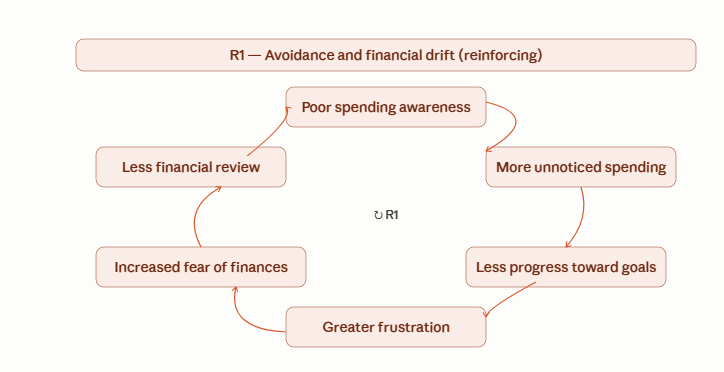 R1 — Avoidance and financial drift (reinforcing)
Poor spending awareness
Less financial review
More unnoticed spending
↻ R1
Increased fear of finances
Less progress toward goals
Greater frustration